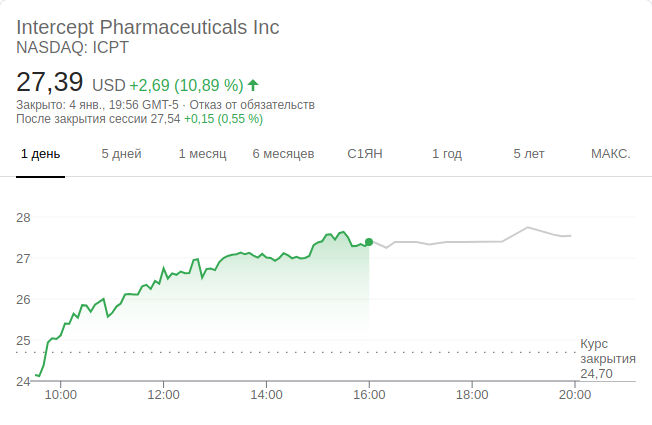 Intercept Pharmaceuticals Inc
NASDAQ: ICPT
27,39 USD +2,69 (10,89 %)
Закрыто: 4 янв., 19:56 GMT-5 · Отказ от обязательств
После закрытия сессии 27,54 +0,15 (0,55 %)
1 день 5 дней 1 месяц 6 месяцев С1ЯН 1 год 5 лет МАКС.
28
27
26
25
24
Курс
закрытия
24,70
10:00 12:00 14:00 16:00 18:00 20:00